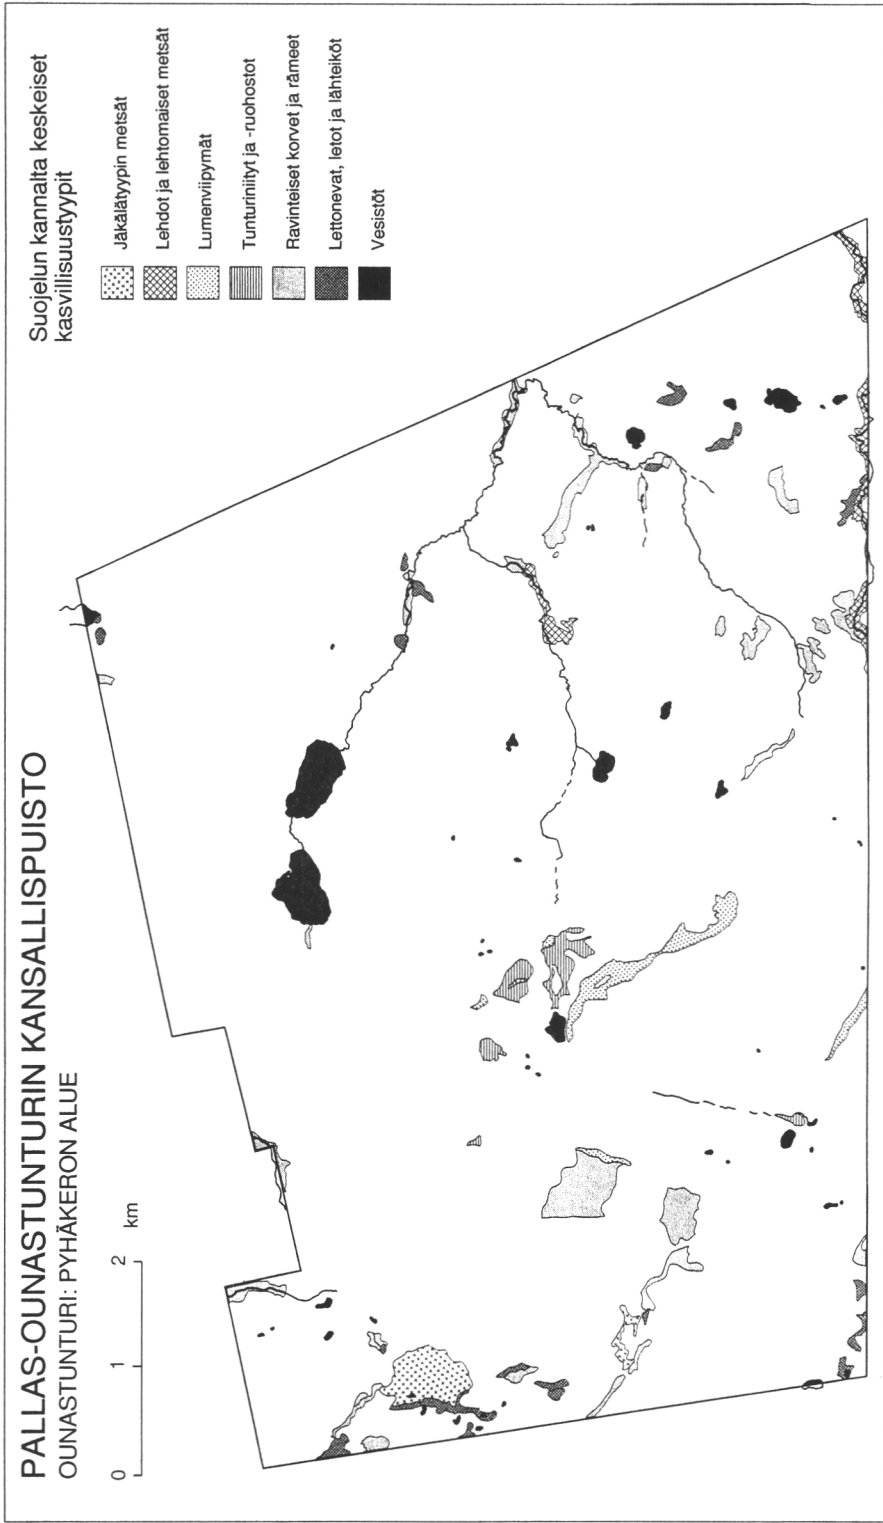 PALLAS-OUNASTUNTURIN KANSALLISPUISTO
OUNASTUNTURI: PYHÄKERON ALUE
0 1 2 km
Suojelun kannalta keskeiset
kasvillisuustyypit
Jäkälätyypin metsät
Lehdot ja lehtomaiset metsät
Lumenviipymät
Tunturiniityt ja -ruohostot
Ravinteiset korvet ja rämeet
Lettonevat, letot ja lähteiköt
Vesistöt